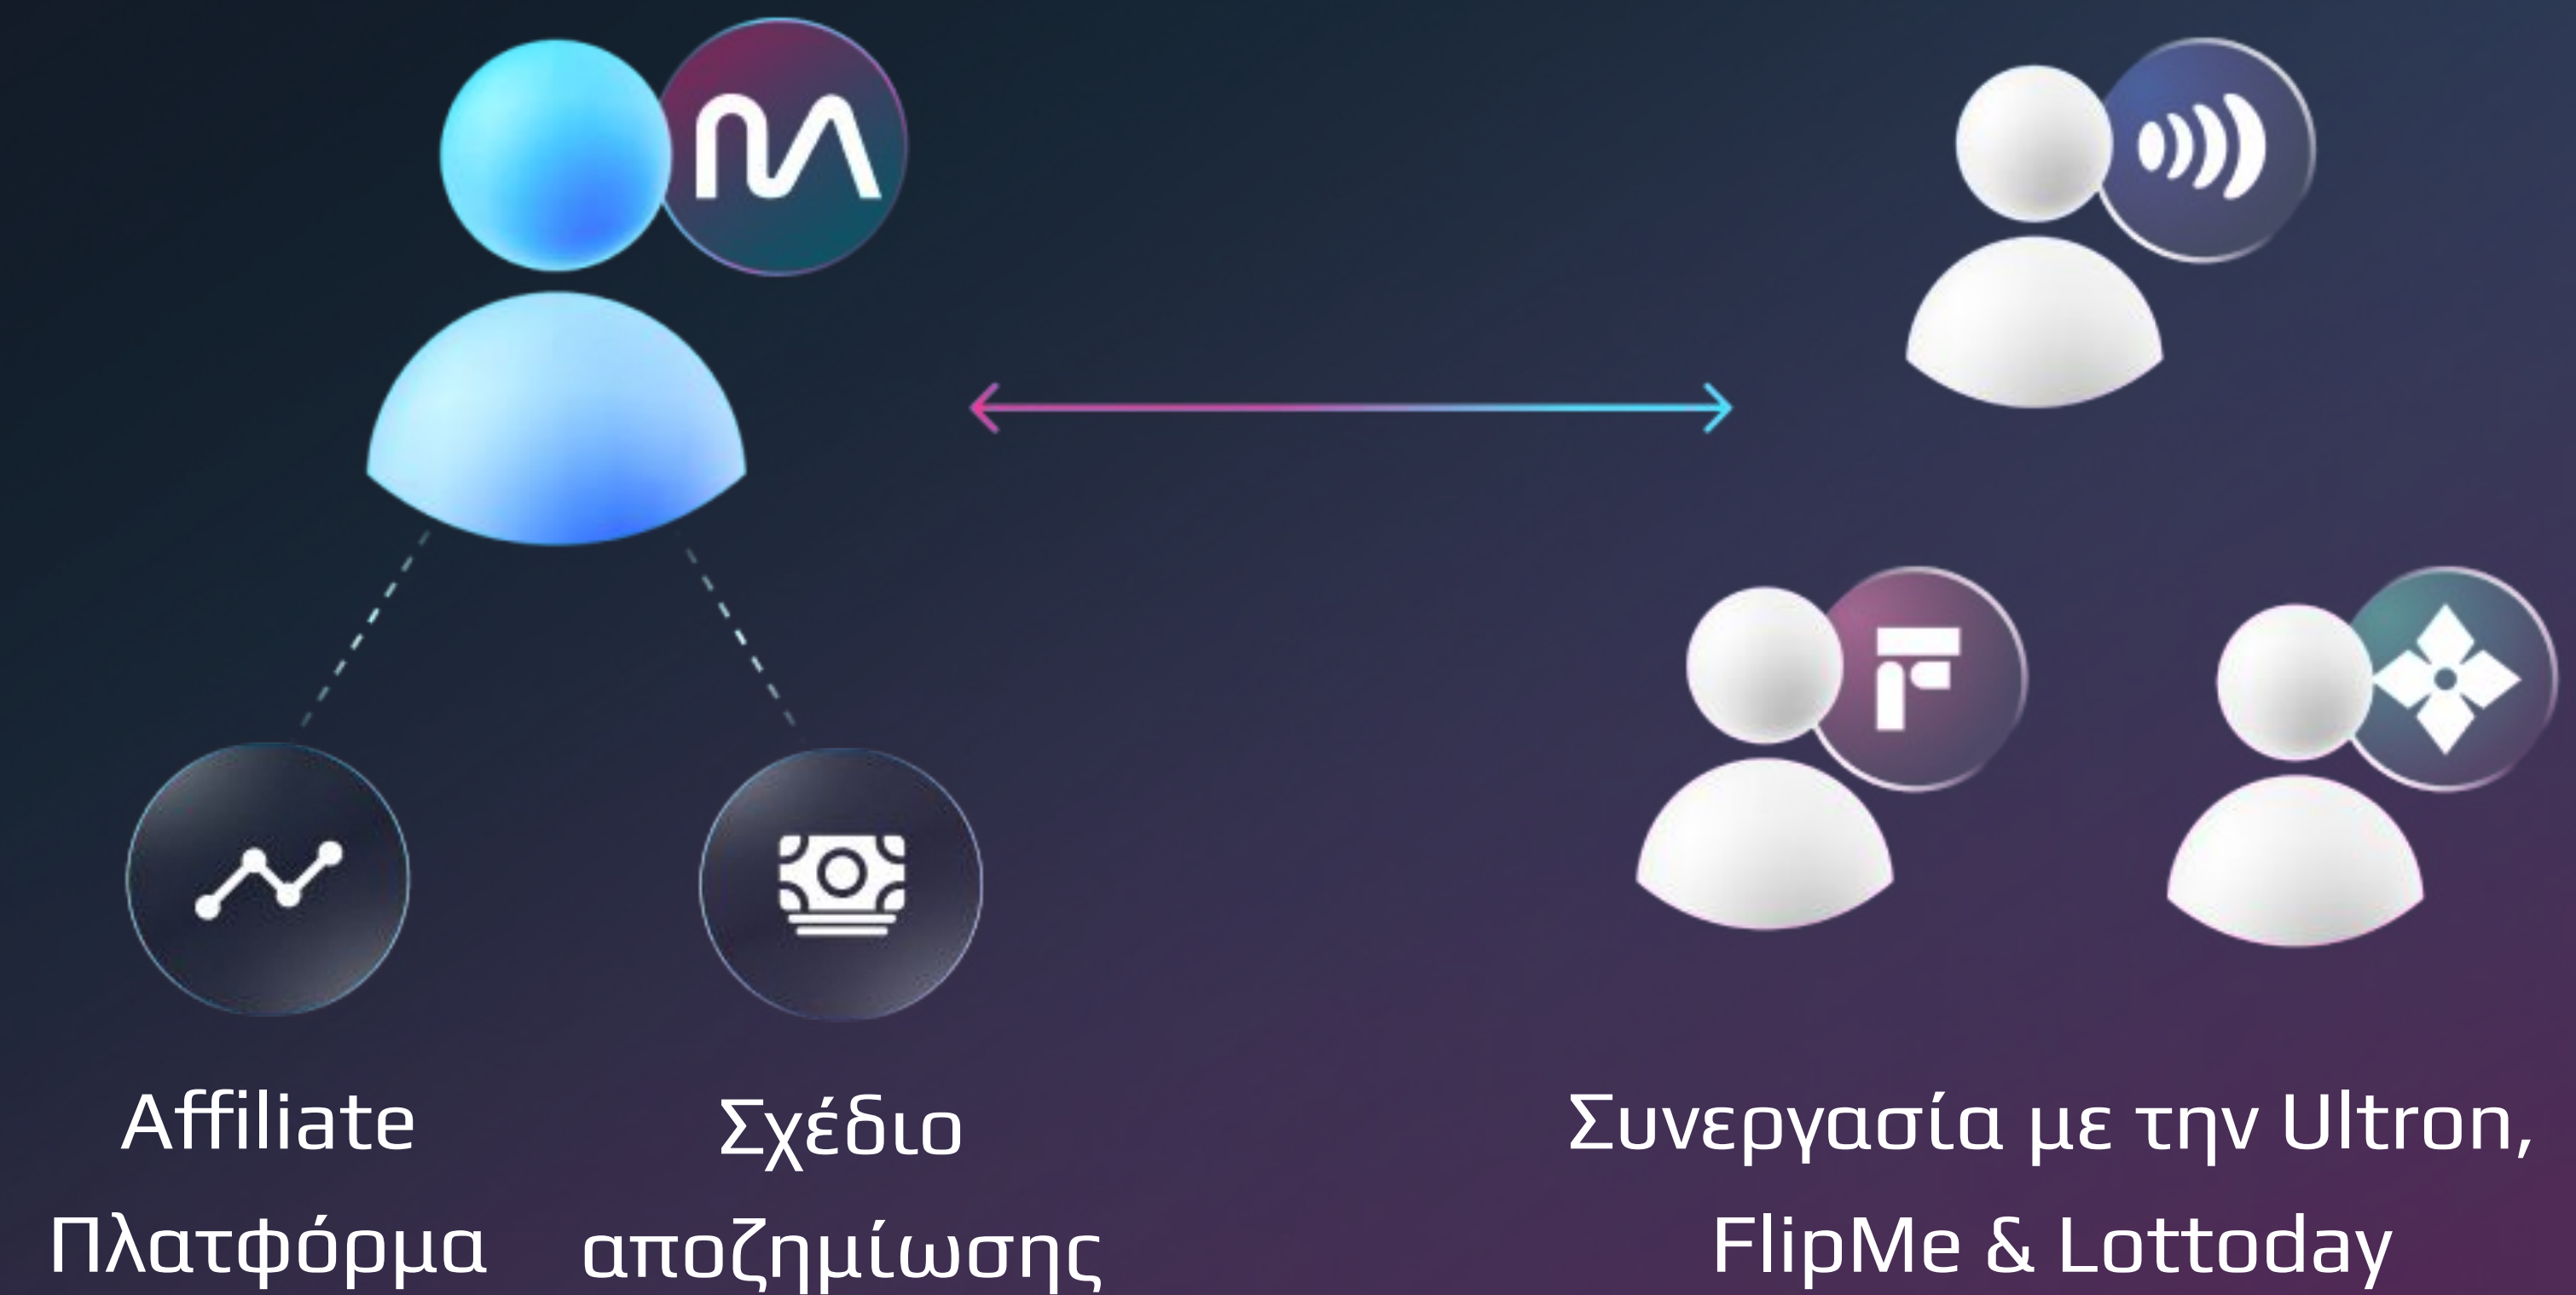 Affiliate
Πλατφόρμα
Σχέδιο
αποζημίωσης
Συνεργασία με την Ultron,
FlipMe & Lottoday